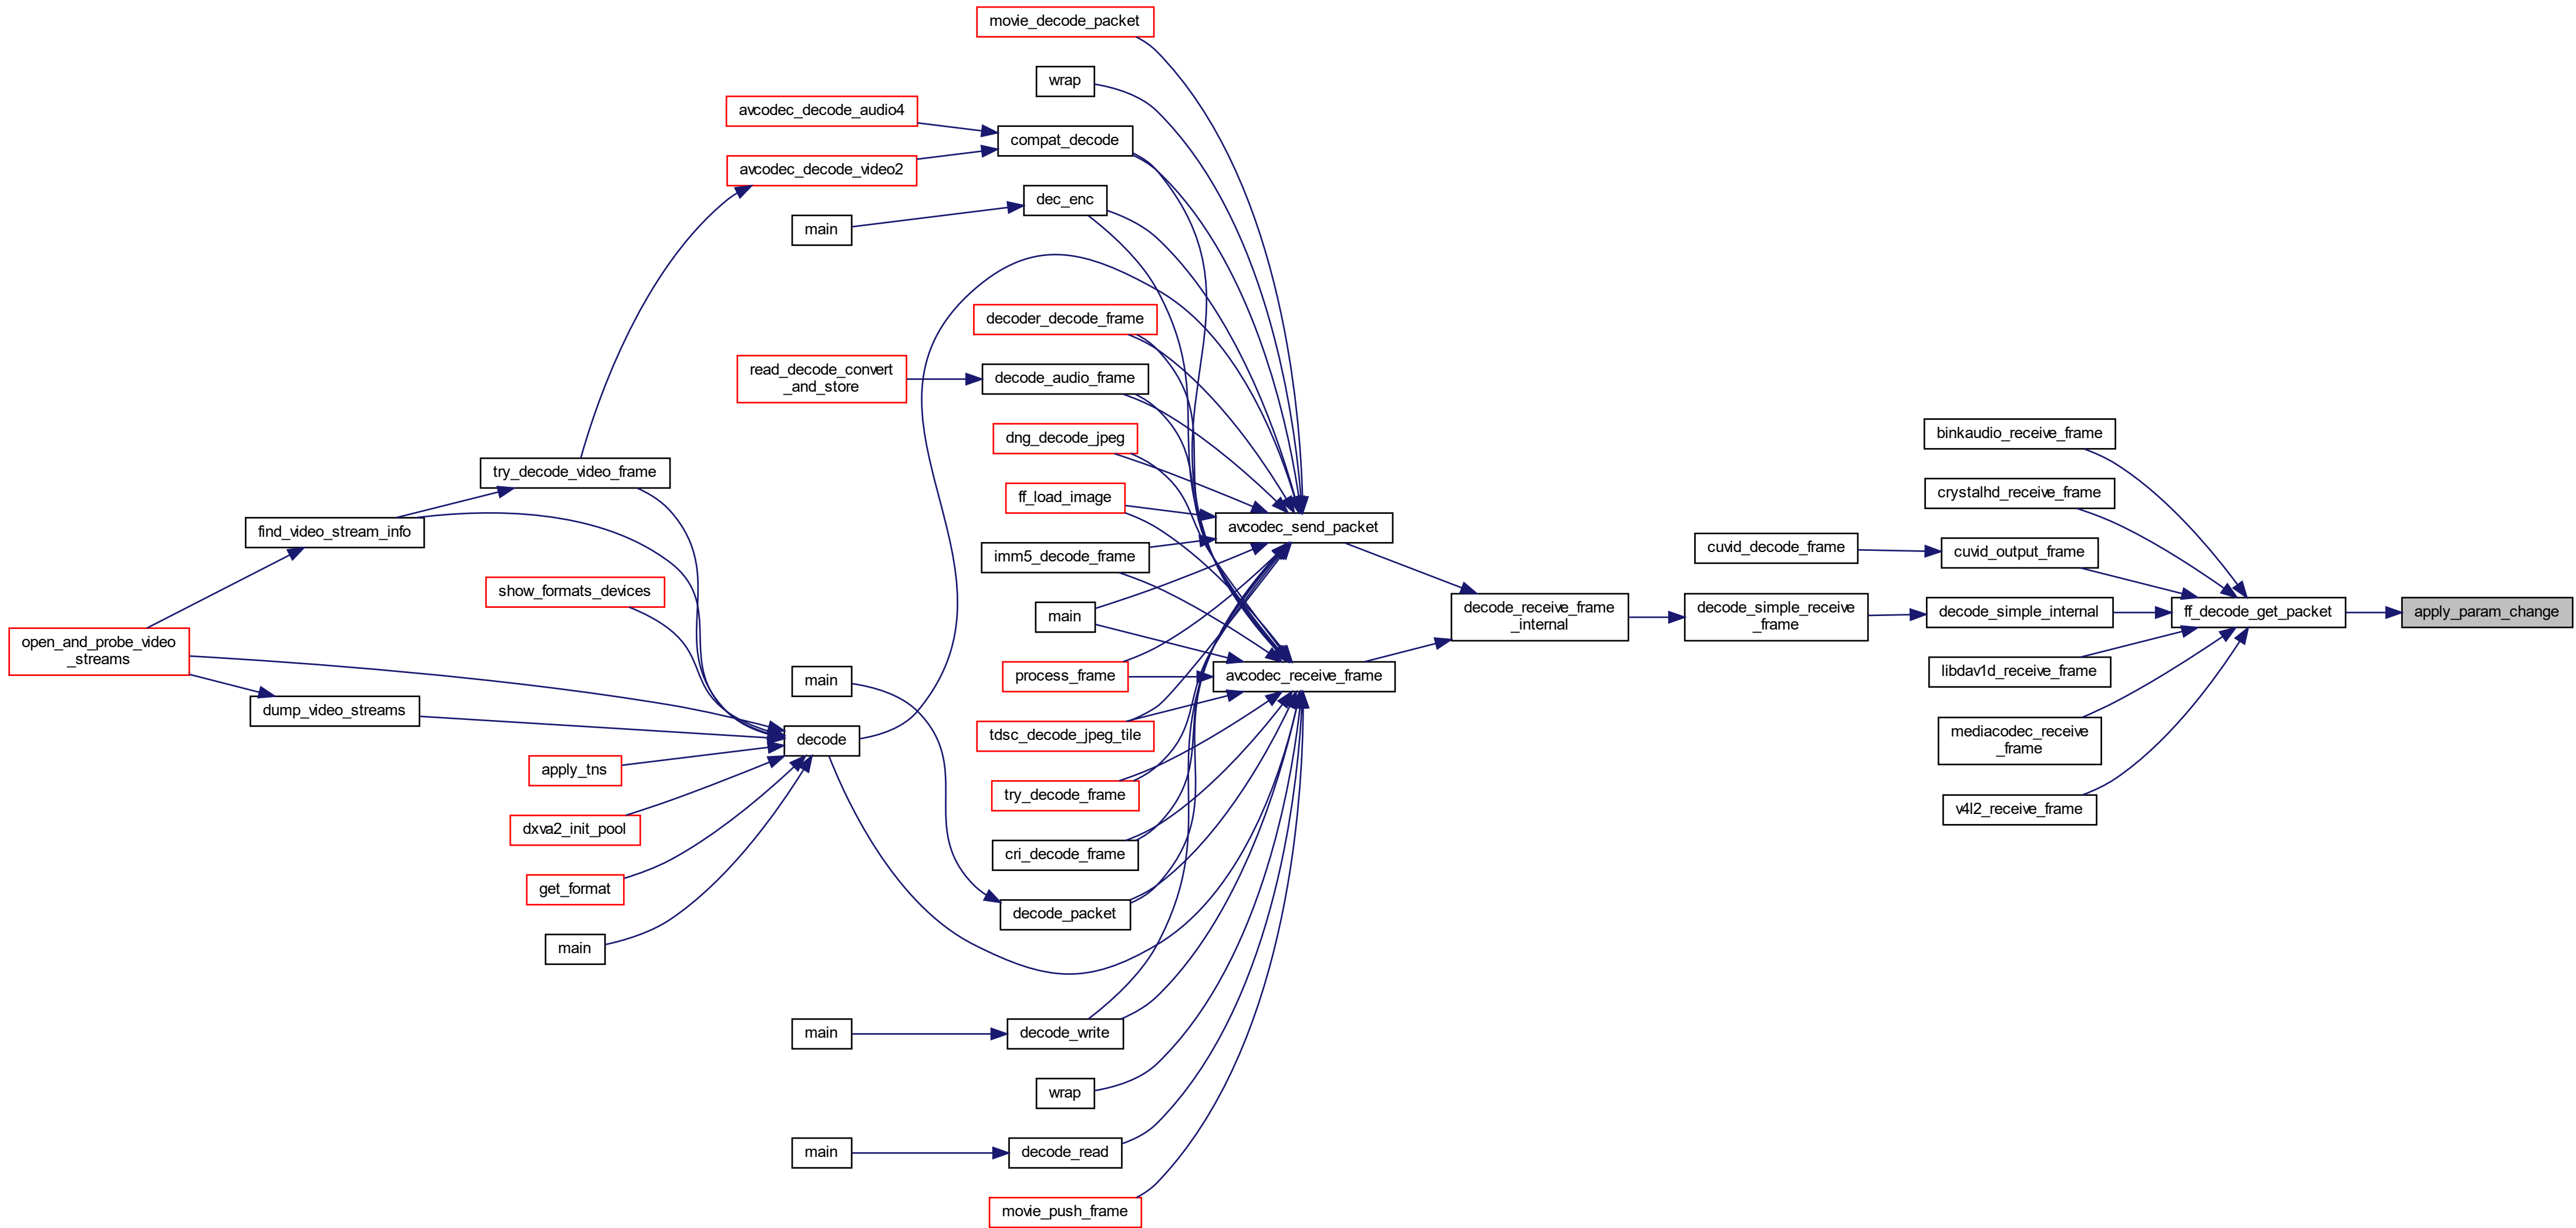 movie_decode_packet
wrap
avcodec_decode_audio4
compat_decode
avcodec_decode_video2
dec_enc
main
decoder_decode_frame
read_decode_convert
_and_store
decode_audio_frame
dng_decode_jpeg
binkaudio_receive_frame
try_decode_video_frame
ff_load_image
crystalhd_receive_frame
find_video_stream_info
avcodec_send_packet
imm5_decode_frame
cuvid_decode_frame
cuvid_output_frame
show_formats_devices
main
decode_receive_frame
_internal
decode_simple_receive
_frame
decode_simple_internal
ff_decode_get_packet
apply_param_change
open_and_probe_video
_streams
main
process_frame
avcodec_receive_frame
libdav1d_receive_frame
dump_video_streams
decode
tdsc_decode_jpeg_tile
mediacodec_receive
_frame
apply_tns
try_decode_frame
v4l2_receive_frame
dxva2_init_pool
cri_decode_frame
get_format
decode_packet
main
main
decode_write
wrap
main
decode_read
movie_push_frame